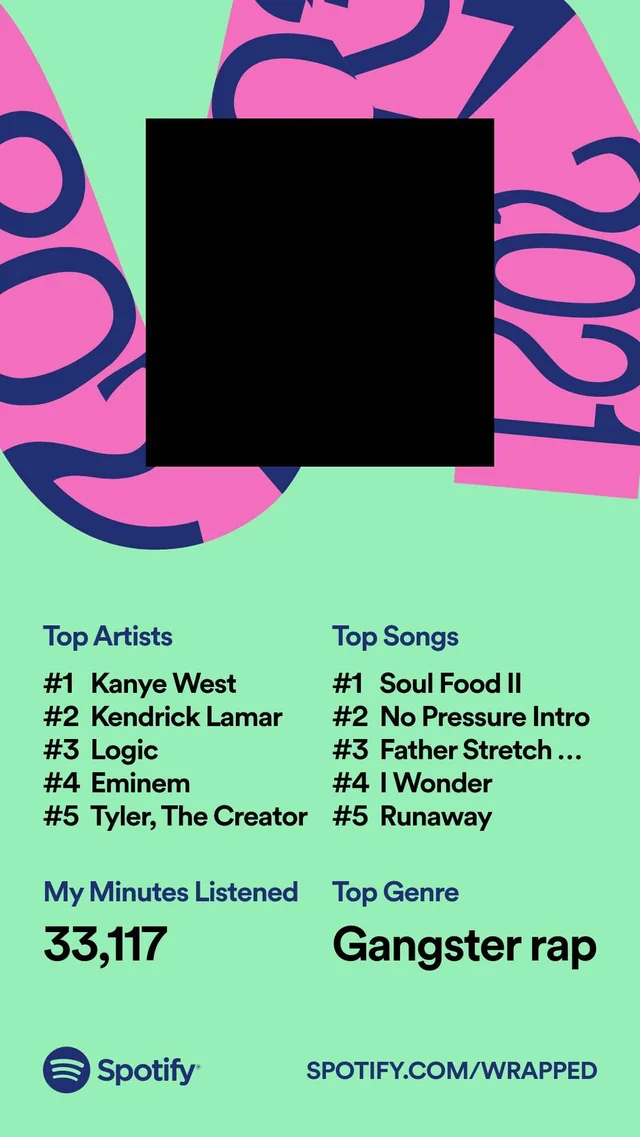 2021
Top Artists
#1 Kanye West
#2 Kendrick Lamar
#3 Logic
#4 Eminem
#5 Tyler, The Creator
Top Songs
#1 Soul Food II
#2 No Pressure Intro
#3 Father Stretch ...
#4 I Wonder
#5 Runaway
My Minutes Listened
33,117
Top Genre
Gangster rap
Spotify
SPOTIFY.COM/WRAPPED